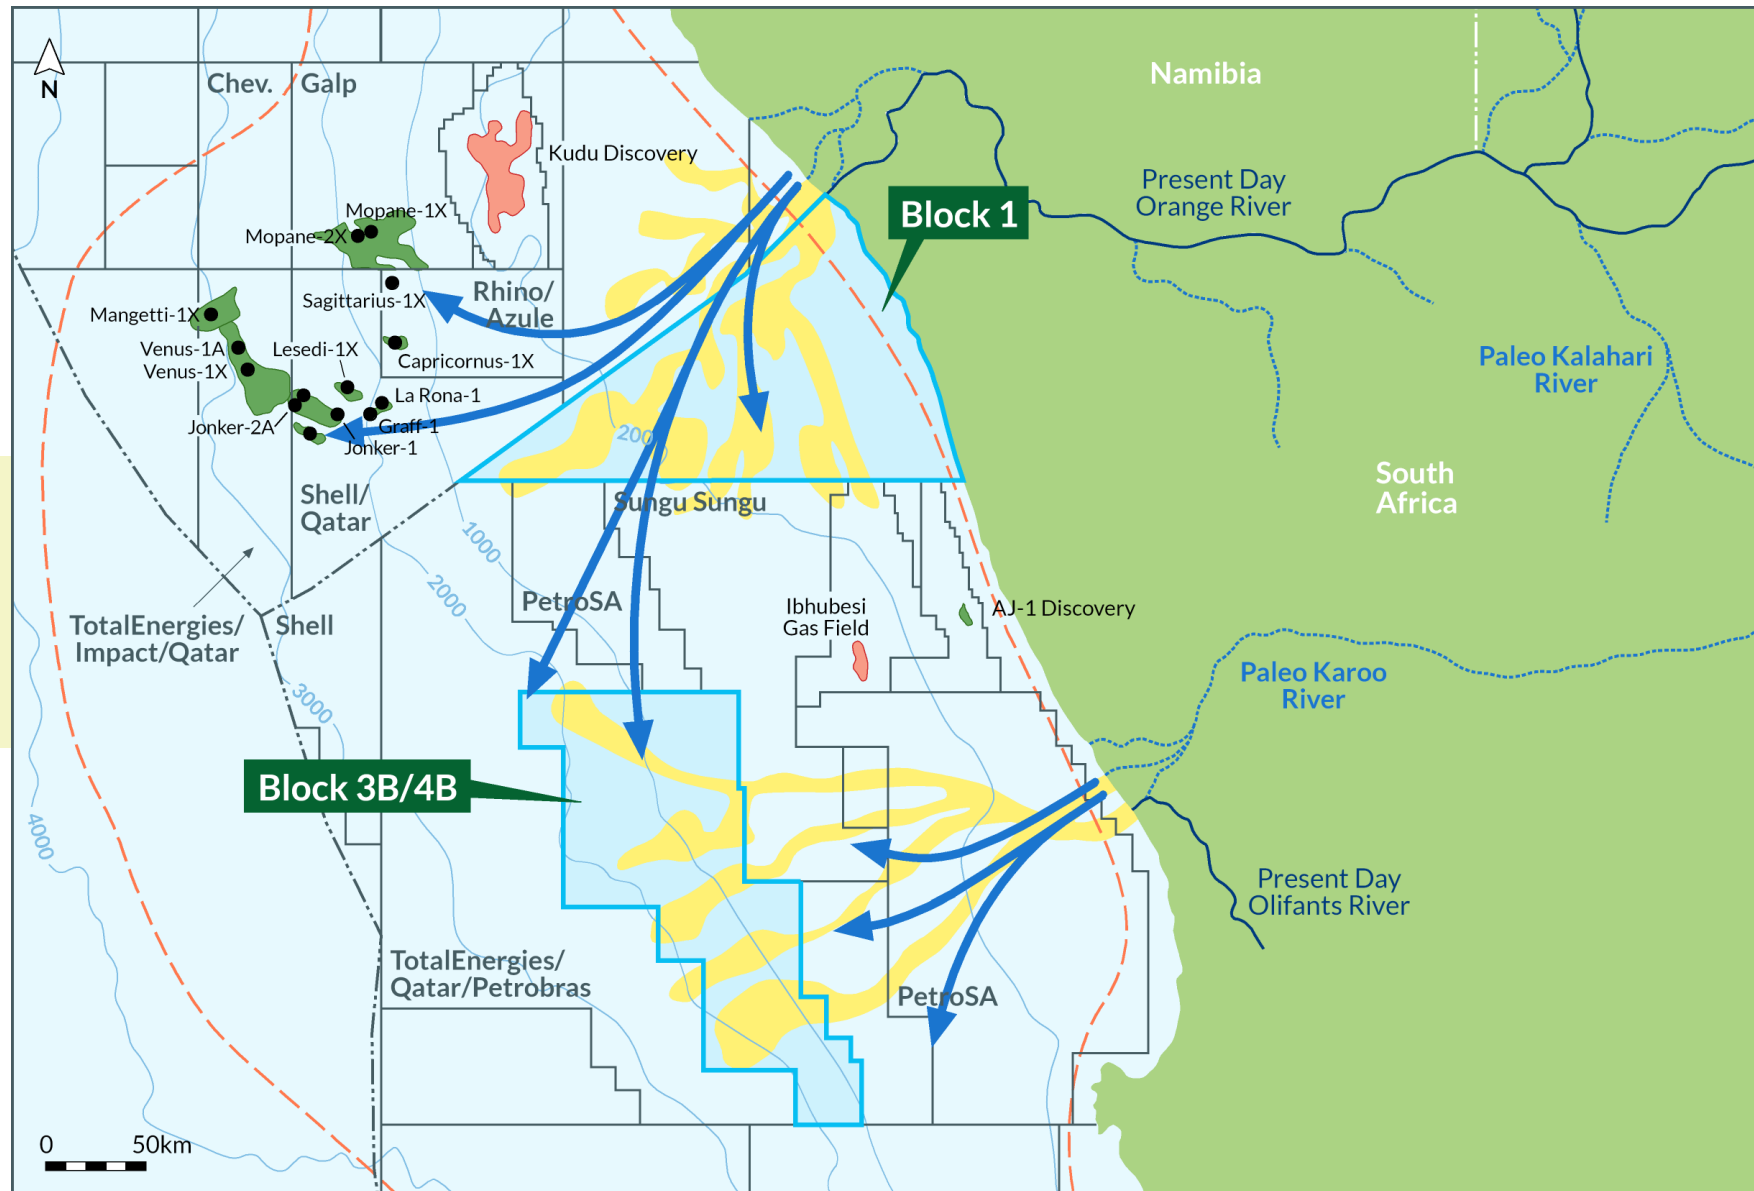 N
Chev.
Galp
Namibia
Kudu Discovery
Mopane-1X
Mopane-2X
Present Day
Orange River
Block 1
Sagittarius-1X
Rhino/
Azule
Mangetti-1X
Venus-1A
Venus-1X
Lesedi-1X
Capricornus-1X
La Rona-1
Graff-1
Jonker-2A
Jonker-1
Paleo Kalahari
River
200
South
Africa
Shell/
Qatar
Sungu Sungu
1000
2000
PetroSA
Ibhubesi
Gas Field
AJ-1 Discovery
TotalEnergies/
Impact/Qatar
Shell
3000
Paleo Karoo
River
Block 3B/4B
4000
Present Day
Olifants River
TotalEnergies/
Qatar/Petrobras
PetroSA
0 50km